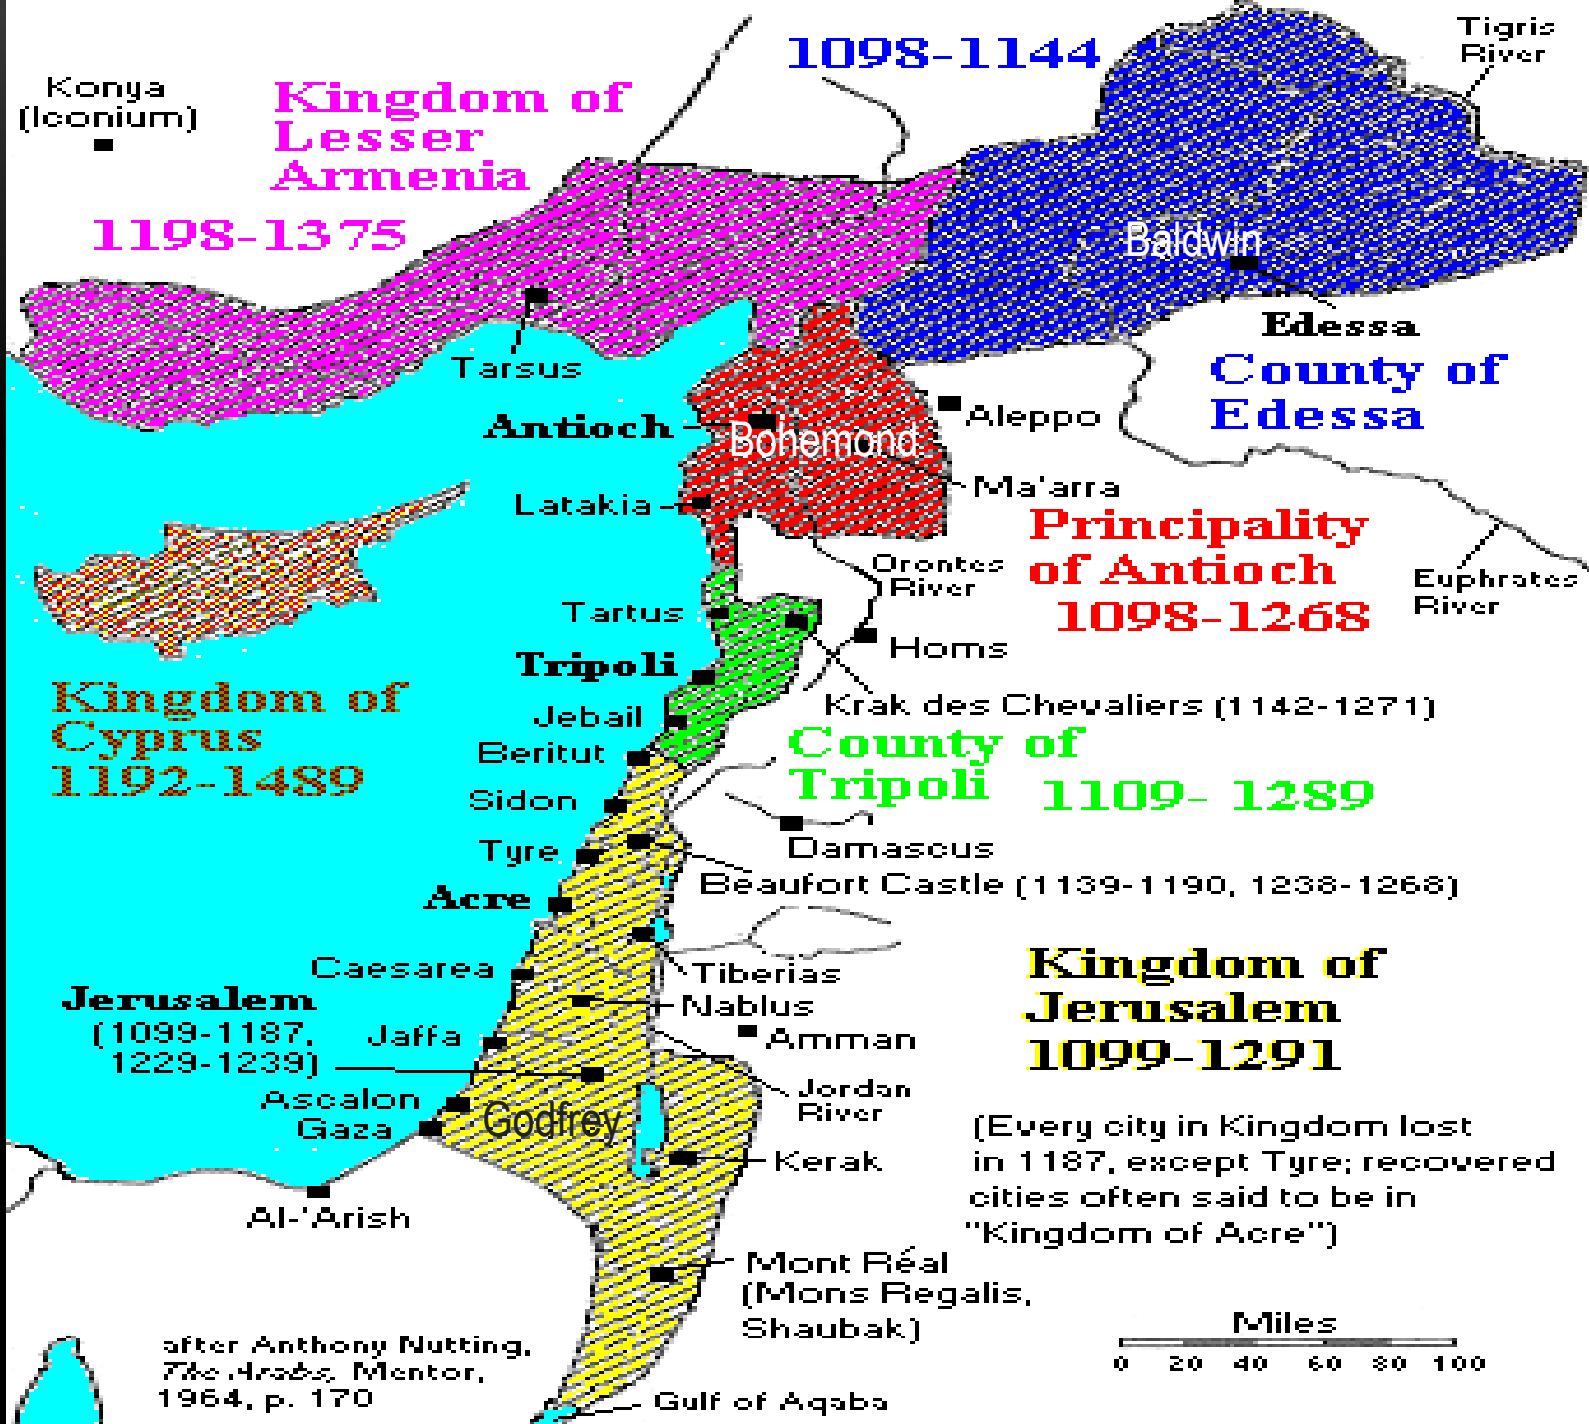 1098-1144
Tigris
River
Konya
(Iconium)
Kingdom of
Lesser
Armenia
1198-1375
Baldwin
Edessa
County of
Edessa
Tarsus
Antioch
Bohemond
Aleppo
Ma'arra
Latakia
Principality
of Antioch
1098-1268
Orontes
River
Euphrates
River
Tartus
Homs
Tripoli
Krak des Chevaliers (1142-1271)
Kingdom of
Cyprus
1192-1489
Jebail
Beritut
County of
Tripoli 1109- 1289
Sidon
Damascus
Tyre
Beaufort Castle (1139-1190, 1238-1268)
Acre
Caesarea
Tiberias
Nablus
Kingdom of
Jerusalem
1099-1291
Jerusalem
(1099-1187,
1229-1239)
Jaffa
Amman
Jordan
River
Ascalon
Gaza
Godfrey
(Every city in Kingdom lost
in 1187, except Tyre; recovered
cities often said to be in
"Kingdom of Acre")
Kerak
Al-'Arish
Mont Réal
(Mons Regalis,
Shaubak)
Miles
0 20 40 60 80 100
after Anthony Nutting,
The Arabs, Mentor,
1964, p. 170
Gulf of Aqaba